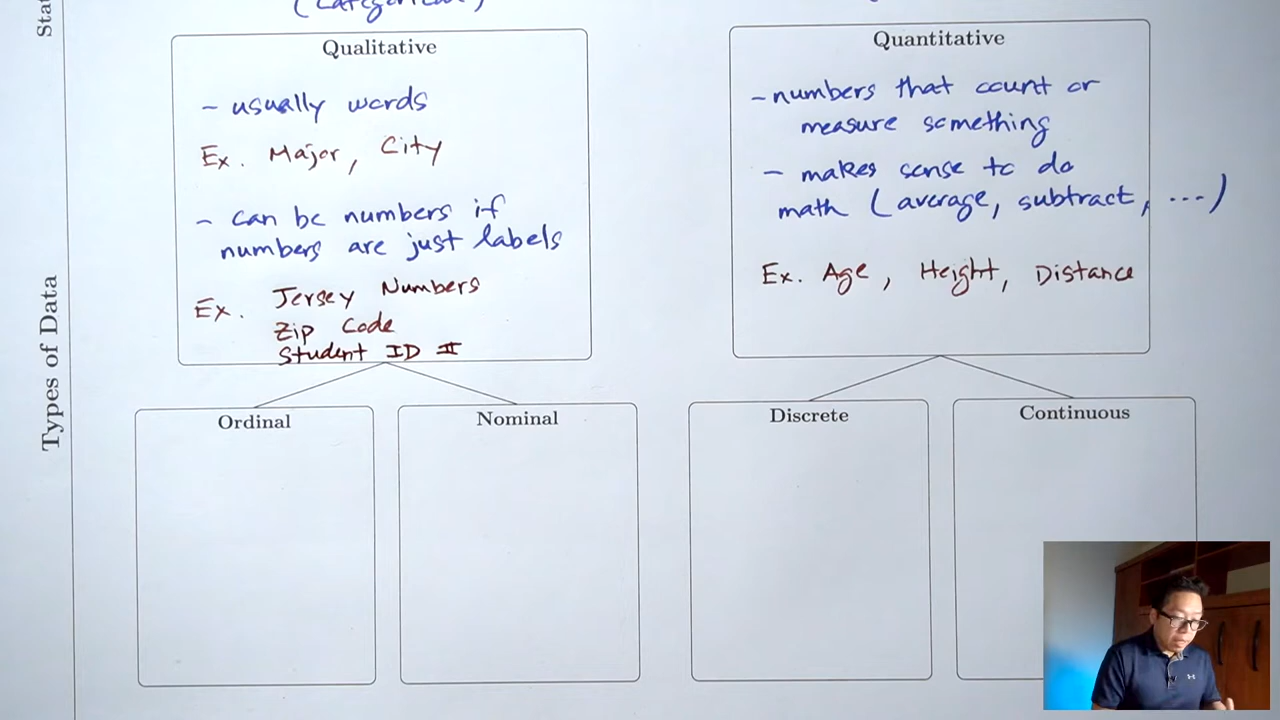 Stat
(Categorical)
Types of Data
Qualitative
- usually words
Ex. Major, City
- can be numbers if
numbers are just labels
Ex. Jersey Numbers
Zip Code
Student ID #
Quantitative
- numbers that count or
measure something
- makes sense to do
math (average, subtract, ...)
Ex. Age, Height, Distance
Ordinal
Nominal
Discrete
Continuous